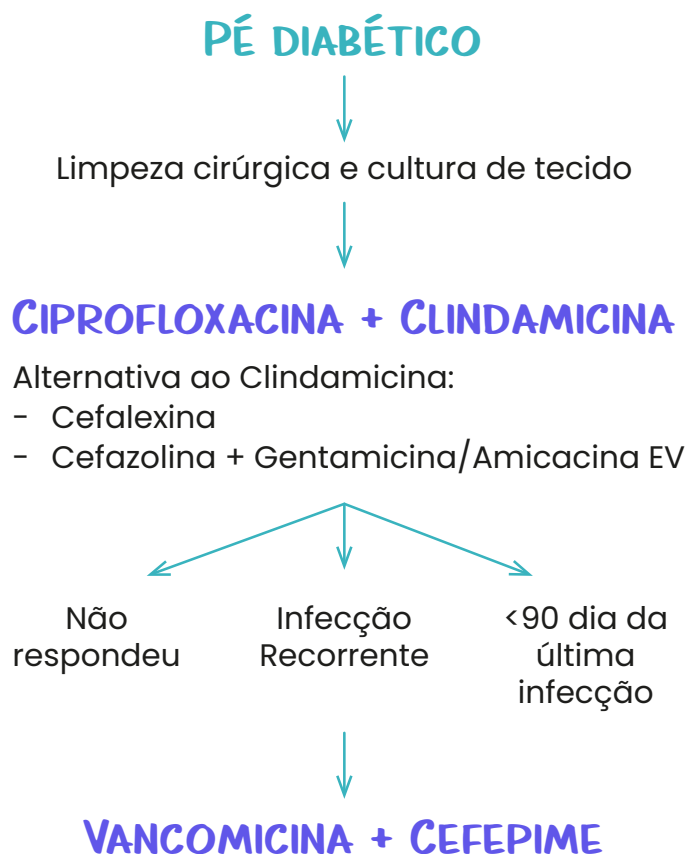 PÉ DIABÉTICO
Limpeza cirúrgica e cultura de tecido
CIPROFLOXACINA + CLINDAMICINA
Alternativa ao Clindamicina:
- Cefalexina
- Cefazolina + Gentamicina/Amicacina EV
Não
respondeu
Infecção
Recorrente
<90 dia da
última
infecção
VANCOMICINA + CEFEPIME